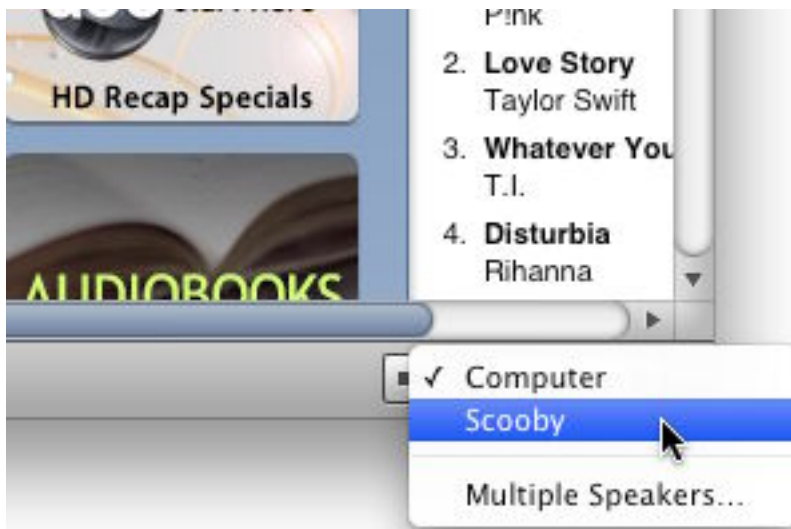 HD Recap Specials
AUDIOBOOKS
P!nk
2. Love Story
Taylor Swift
3. Whatever You
T.I.
4. Disturbia
Rihanna
✓ Computer
Scooby
Multiple Speakers...